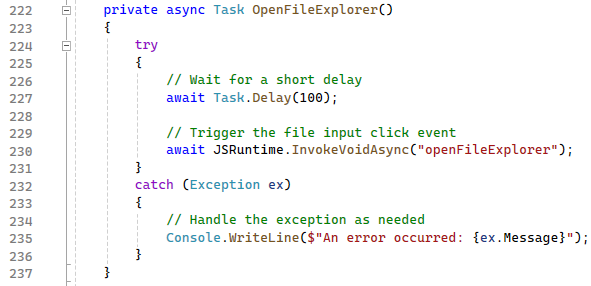 222 private async Task OpenFileExplorer()
223 {
224 try
225 {
226 // Wait for a short delay
227 await Task.Delay(100);
228
229 // Trigger the file input click event
230 await JSRuntime.InvokeVoidAsync("openFileExplorer");
231 }
232 catch (Exception ex)
233 {
234 // Handle the exception as needed
235 Console.WriteLine($"An error occurred: {ex.Message}");
236 }
237 }